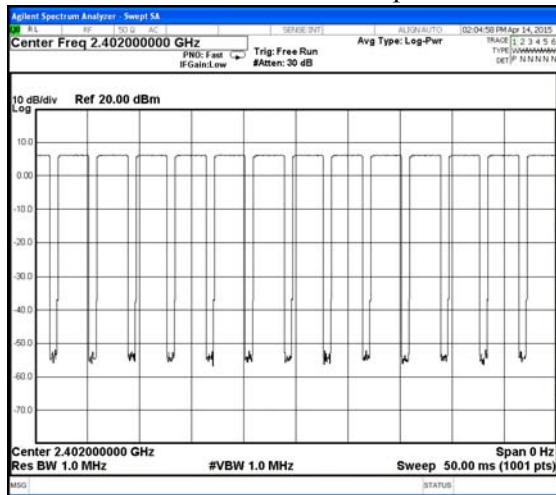 Agilent Spectrum Analyzer - Swept SA
RL RF 50 Ω AC SENSE:INT ALIGN AUTO 02:04:58 PM Apr 14, 2015
Center Freq 2.402000000 GHz
PNO: Fast
IFGain:Low
Trig: Free Run
#Atten: 30 dB
Avg Type: Log-Pwr
TRACE 1 2 3 4 5 6
TYPE
DET P N N N N N
10 dB/div Ref 20.00 dBm
Log
10.0
0.00
-10.0
-20.0
-30.0
-40.0
-50.0
-60.0
-70.0
Center 2.402000000 GHz Span 0 Hz
Res BW 1.0 MHz #VBW 1.0 MHz Sweep 50.00 ms (1001 pts)
MSG STATUS